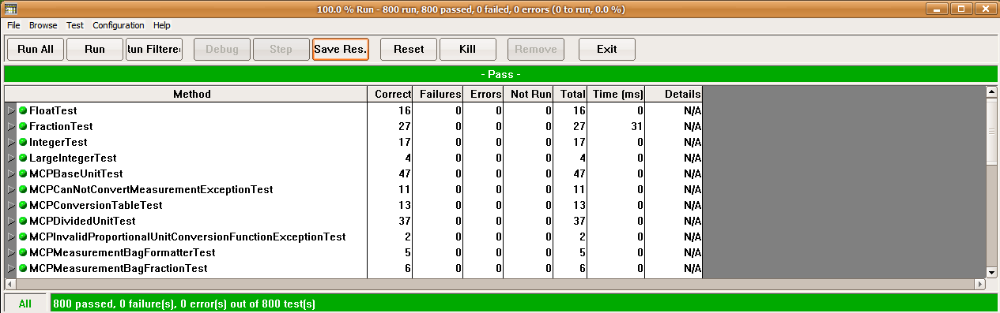 100.0 % Run - 800 run, 800 passed, 0 failed, 0 errors (0 to run, 0.0 %)
File Browse Test Configuration Help
Run All Run Run Filtered Debug Step Save Res. Reset Kill Remove Exit
- Pass -
Method Correct Failures Errors Not Run Total Time (ms) Details
FloatTest 16 0 0 0 16 0 N/A
FractionTest 27 0 0 0 27 31 N/A
IntegerTest 17 0 0 0 17 0 N/A
LargeIntegerTest 4 0 0 0 4 0 N/A
MCPBaseUnitTest 47 0 0 0 47 0 N/A
MCPCanNotConvertMeasurementExceptionTest 11 0 0 0 11 0 N/A
MCPConversionTableTest 13 0 0 0 13 0 N/A
MCPDividedUnitTest 37 0 0 0 37 0 N/A
MCPInvalidProportionalUnitConversionFunctionExceptionTest 2 0 0 0 2 0 N/A
MCPMeasurementBagFormatterTest 5 0 0 0 5 0 N/A
MCPMeasurementBagFractionTest 6 0 0 0 6 0 N/A
All 800 passed, 0 failure(s), 0 error(s) out of 800 test(s)